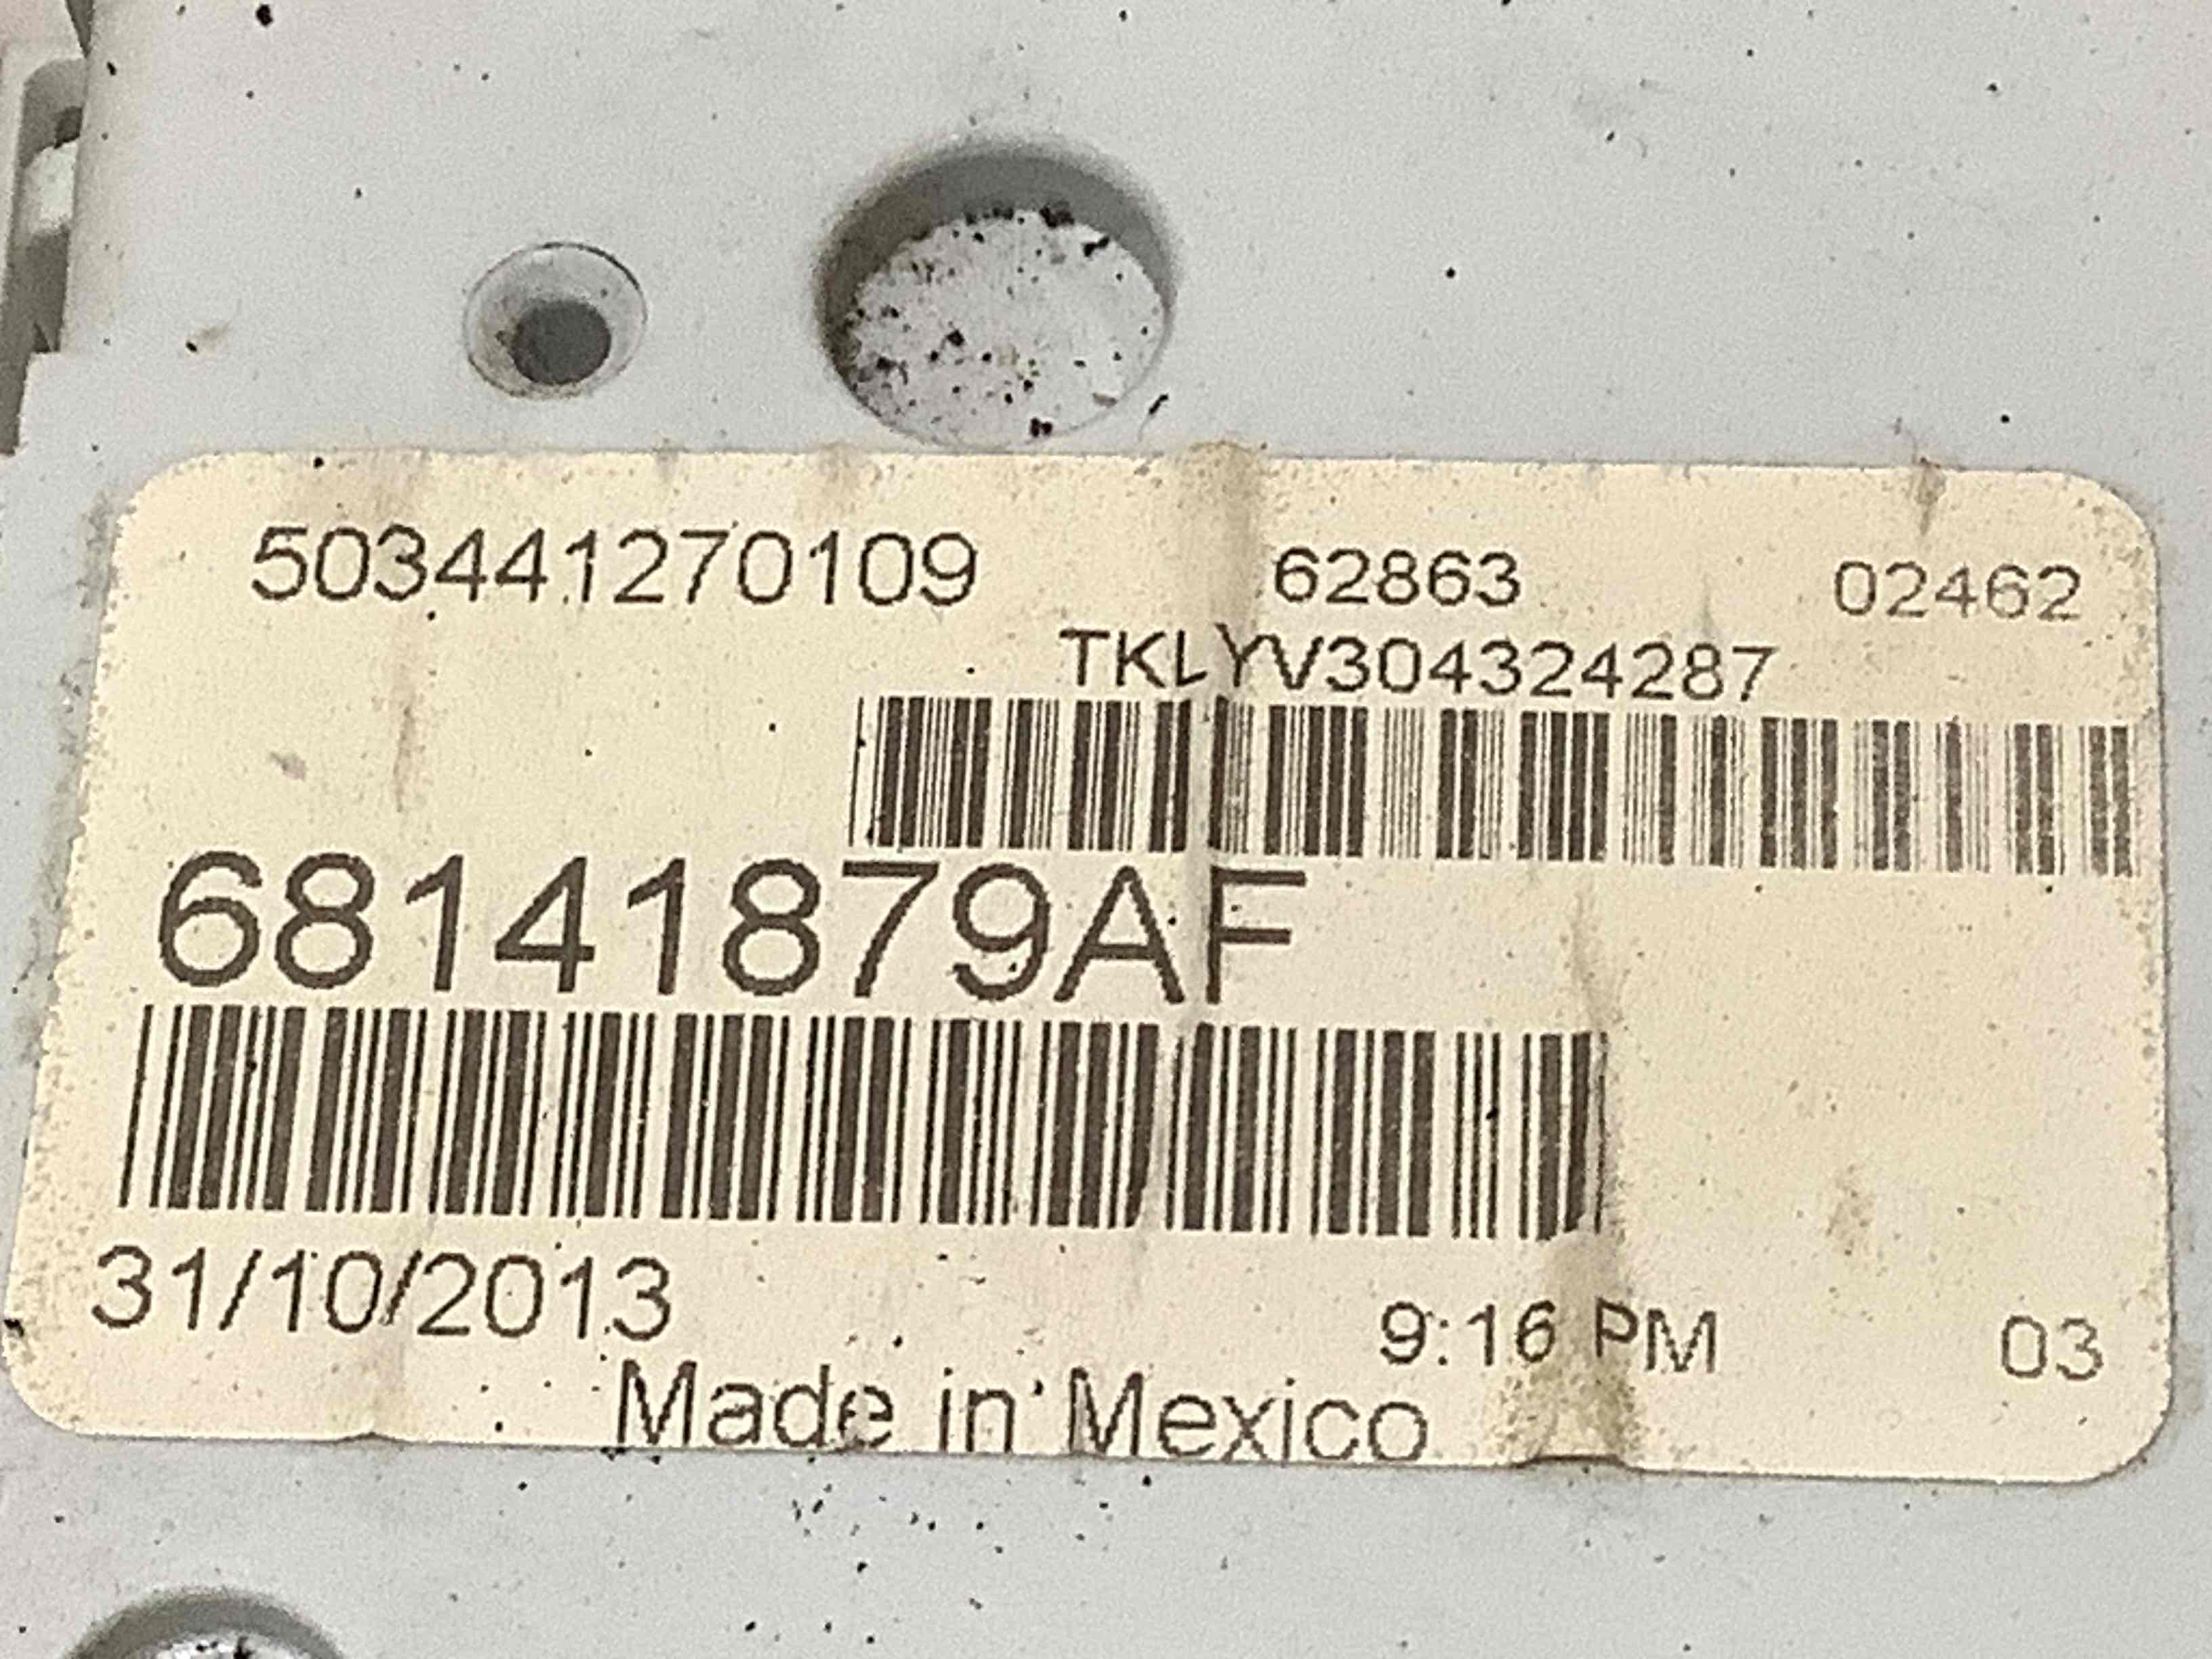 503441270109 62863 02462
TKLYV304324287
68141879AF
31/10/2013 9:16 PM 03
Made in Mexico